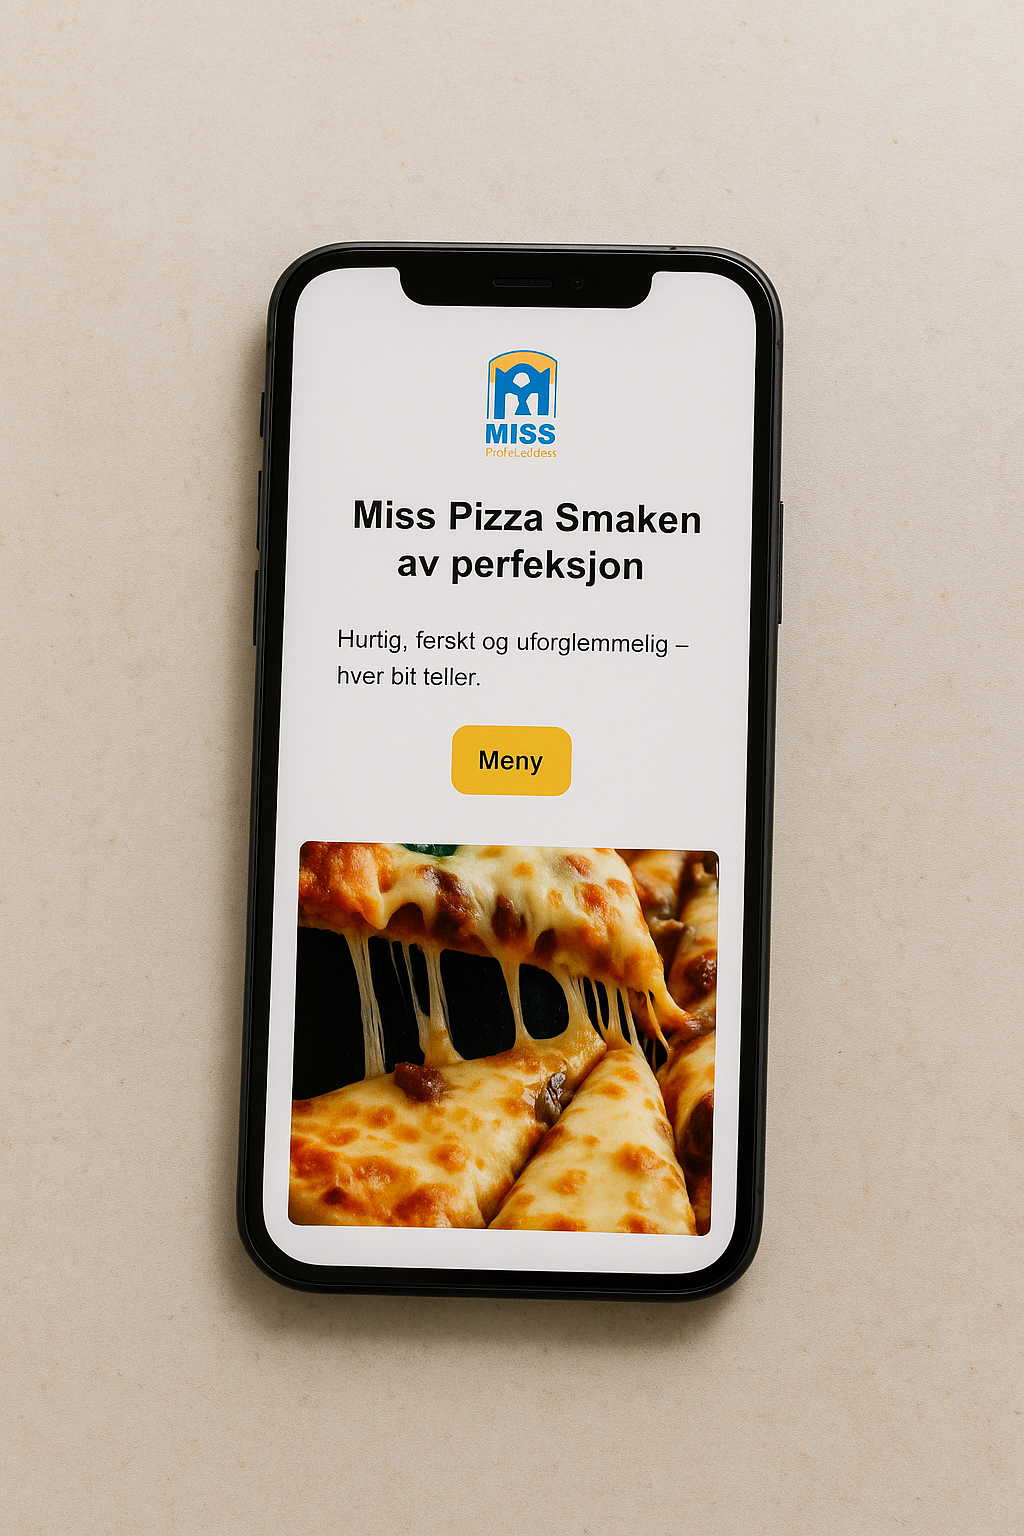 MISS
ProfeLeddess
Miss Pizza Smaken
av perfeksjon
Hurtig, ferskt og uforglemmelig –
hver bit teller.
Meny